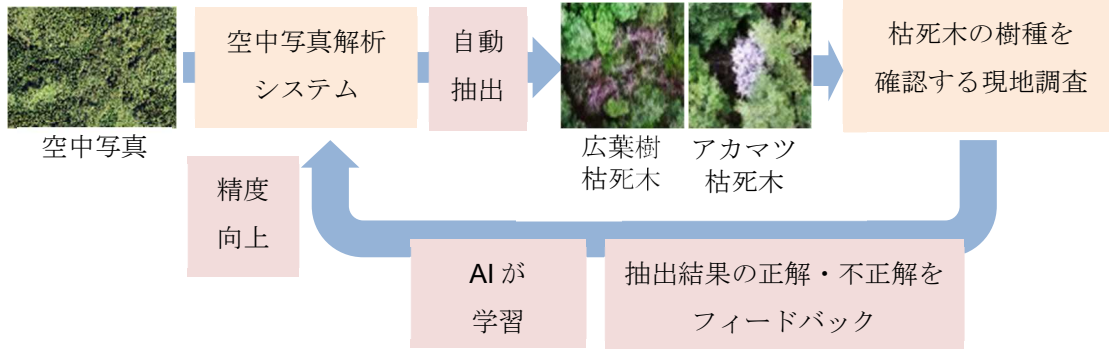 空中写真
空中写真解析
システム
自動
抽出
広葉樹
枯死木
アカマツ
枯死木
枯死木の樹種を
確認する現地調査
抽出結果の正解・不正解を
フィードバック
AI が
学習
精度
向上